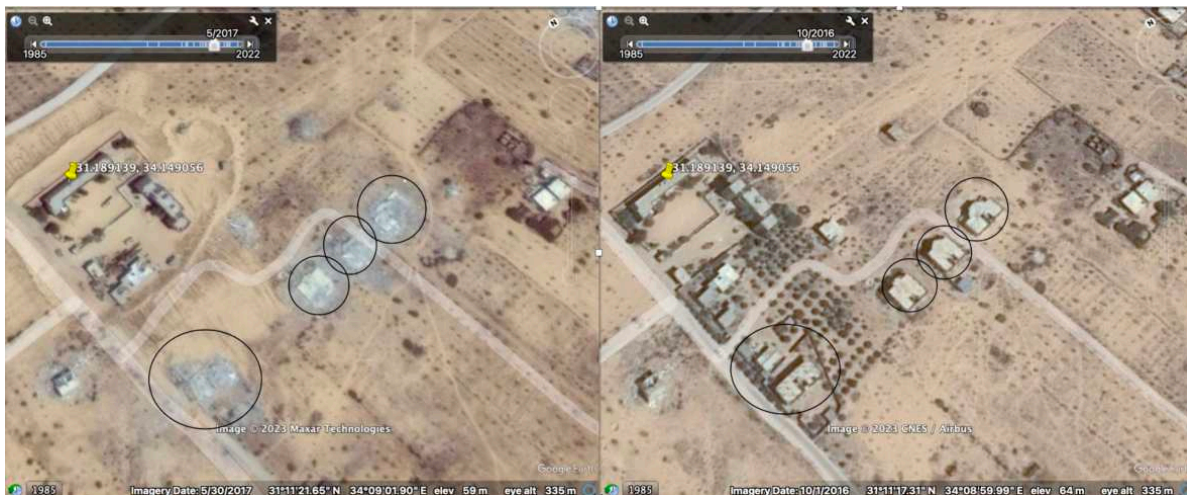 5/2017
1985 2022
N
31.189139, 34.149056
Image © 2023 Maxar Technologies
Google Earth
1985 Imagery Date: 5/30/2017 31°11'21.65" N 34°09'01.90" E elev 59 m eye alt 335 m
10/2016
1985 2022
N
31.189139, 34.149056
Image © 2023 CNES / Airbus
Google Earth
1985 Imagery Date: 10/1/2016 31°11'17.31" N 34°08'59.99" E elev 64 m eye alt 335 m